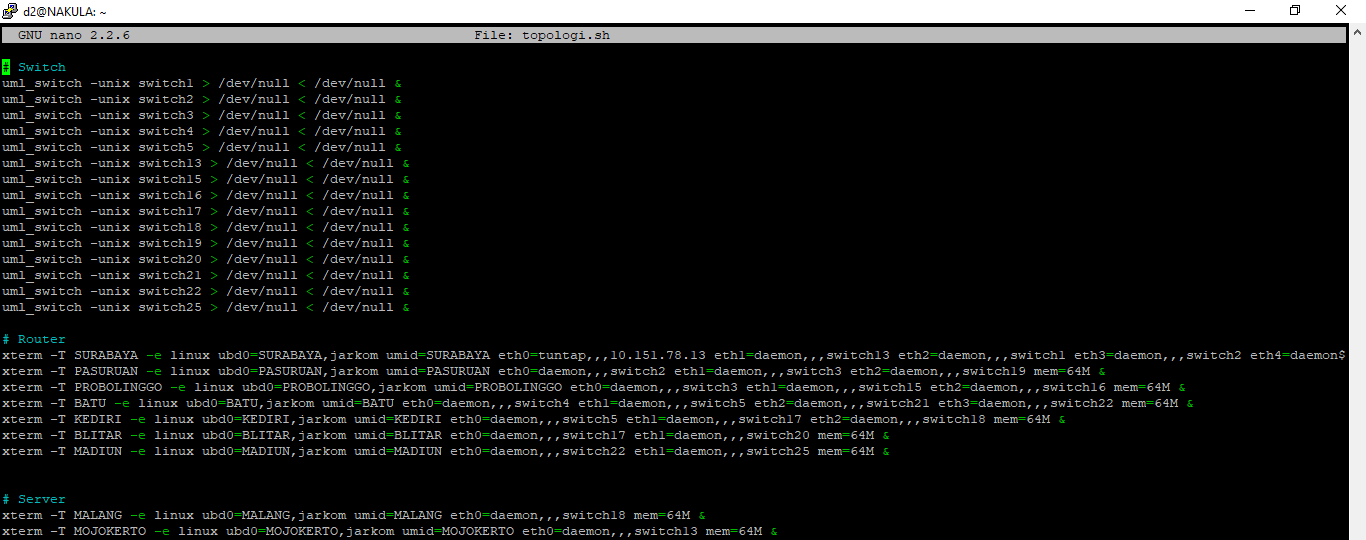 d2@NAKULA: ~
GNU nano 2.2.6 File: topologi.sh
# Switch
uml_switch -unix switch1 > /dev/null < /dev/null &
uml_switch -unix switch2 > /dev/null < /dev/null &
uml_switch -unix switch3 > /dev/null < /dev/null &
uml_switch -unix switch4 > /dev/null < /dev/null &
uml_switch -unix switch5 > /dev/null < /dev/null &
uml_switch -unix switch13 > /dev/null < /dev/null &
uml_switch -unix switch15 > /dev/null < /dev/null &
uml_switch -unix switch16 > /dev/null < /dev/null &
uml_switch -unix switch17 > /dev/null < /dev/null &
uml_switch -unix switch18 > /dev/null < /dev/null &
uml_switch -unix switch19 > /dev/null < /dev/null &
uml_switch -unix switch20 > /dev/null < /dev/null &
uml_switch -unix switch21 > /dev/null < /dev/null &
uml_switch -unix switch22 > /dev/null < /dev/null &
uml_switch -unix switch25 > /dev/null < /dev/null &
# Router
xterm -T SURABAYA -e linux ubd0=SURABAYA,jarkom umid=SURABAYA eth0=tuntap,,,10.151.78.13 eth1=daemon,,,switch13 eth2=daemon,,,switch1 eth3=daemon,,,switch2 eth4=daemon$
xterm -T PASURUAN -e linux ubd0=PASURUAN,jarkom umid=PASURUAN eth0=daemon,,,switch2 eth1=daemon,,,switch3 eth2=daemon,,,switch19 mem=64M &
xterm -T PROBOLINGGO -e linux ubd0=PROBOLINGGO,jarkom umid=PROBOLINGGO eth0=daemon,,,switch3 eth1=daemon,,,switch15 eth2=daemon,,,switch16 mem=64M &
xterm -T BATU -e linux ubd0=BATU,jarkom umid=BATU eth0=daemon,,,switch4 eth1=daemon,,,switch5 eth2=daemon,,,switch21 eth3=daemon,,,switch22 mem=64M &
xterm -T KEDIRI -e linux ubd0=KEDIRI,jarkom umid=KEDIRI eth0=daemon,,,switch5 eth1=daemon,,,switch17 eth2=daemon,,,switch18 mem=64M &
xterm -T BLITAR -e linux ubd0=BLITAR,jarkom umid=BLITAR eth0=daemon,,,switch17 eth1=daemon,,,switch20 mem=64M &
xterm -T MADIUN -e linux ubd0=MADIUN,jarkom umid=MADIUN eth0=daemon,,,switch22 eth1=daemon,,,switch25 mem=64M &
# Server
xterm -T MALANG -e linux ubd0=MALANG,jarkom umid=MALANG eth0=daemon,,,switch18 mem=64M &
xterm -T MOJOKERTO -e linux ubd0=MOJOKERTO,jarkom umid=MOJOKERTO eth0=daemon,,,switch13 mem=64M &